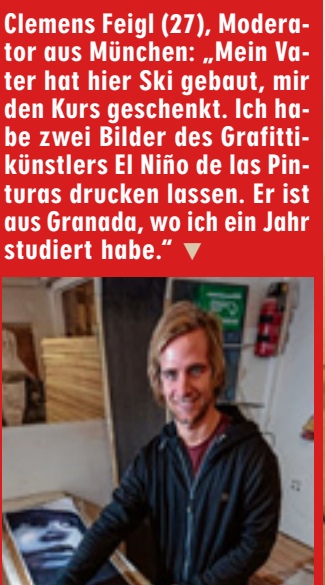 Clemens Feigl (27), Modera-
tor aus München: „Mein Va-
ter hat hier Ski gebaut, mir
den Kurs geschenkt. Ich ha-
be zwei Bilder des Grafitti-
künstlers El Niño de las Pin-
turas drucken lassen. Er ist
aus Granada, wo ich ein Jahr
studiert habe.“ ▼